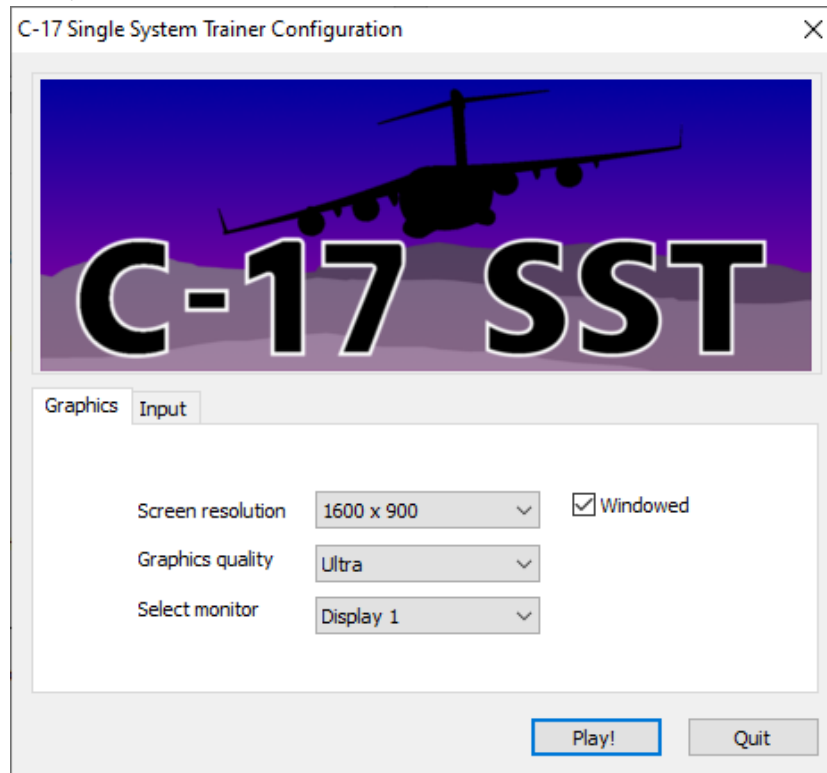 C-17 Single System Trainer Configuration
C-17 SST
Graphics Input
Screen resolution 1600 x 900 Windowed
Graphics quality Ultra
Select monitor Display 1
Play! Quit